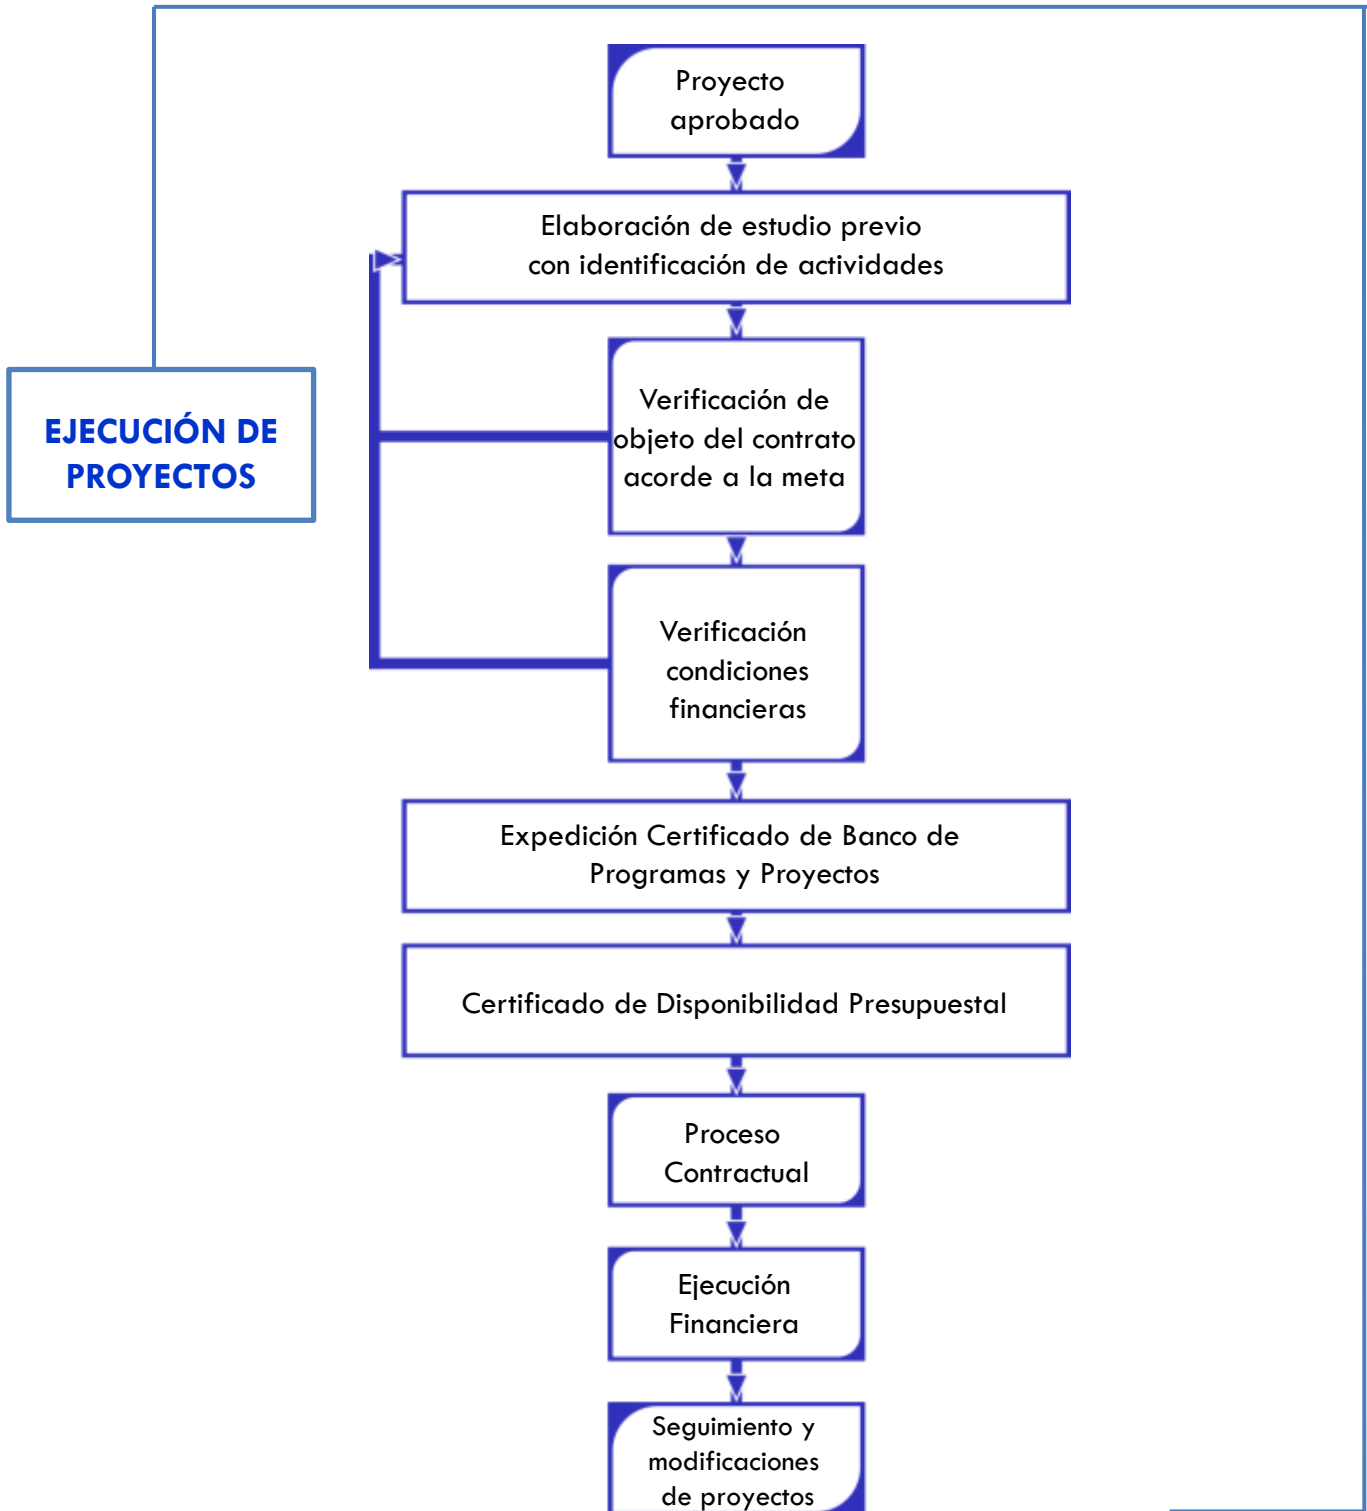 Proyecto
aprobado
Elaboración de estudio previo
con identificación de actividades
EJECUCIÓN DE
PROYECTOS
Verificación de
objeto del contrato
acorde a la meta
Verificación
condiciones
financieras
Expedición Certificado de Banco de
Programas y Proyectos
Certificado de Disponibilidad Presupuestal
Proceso
Contractual
Ejecución
Financiera
Seguimiento y
modificaciones
de proyectos